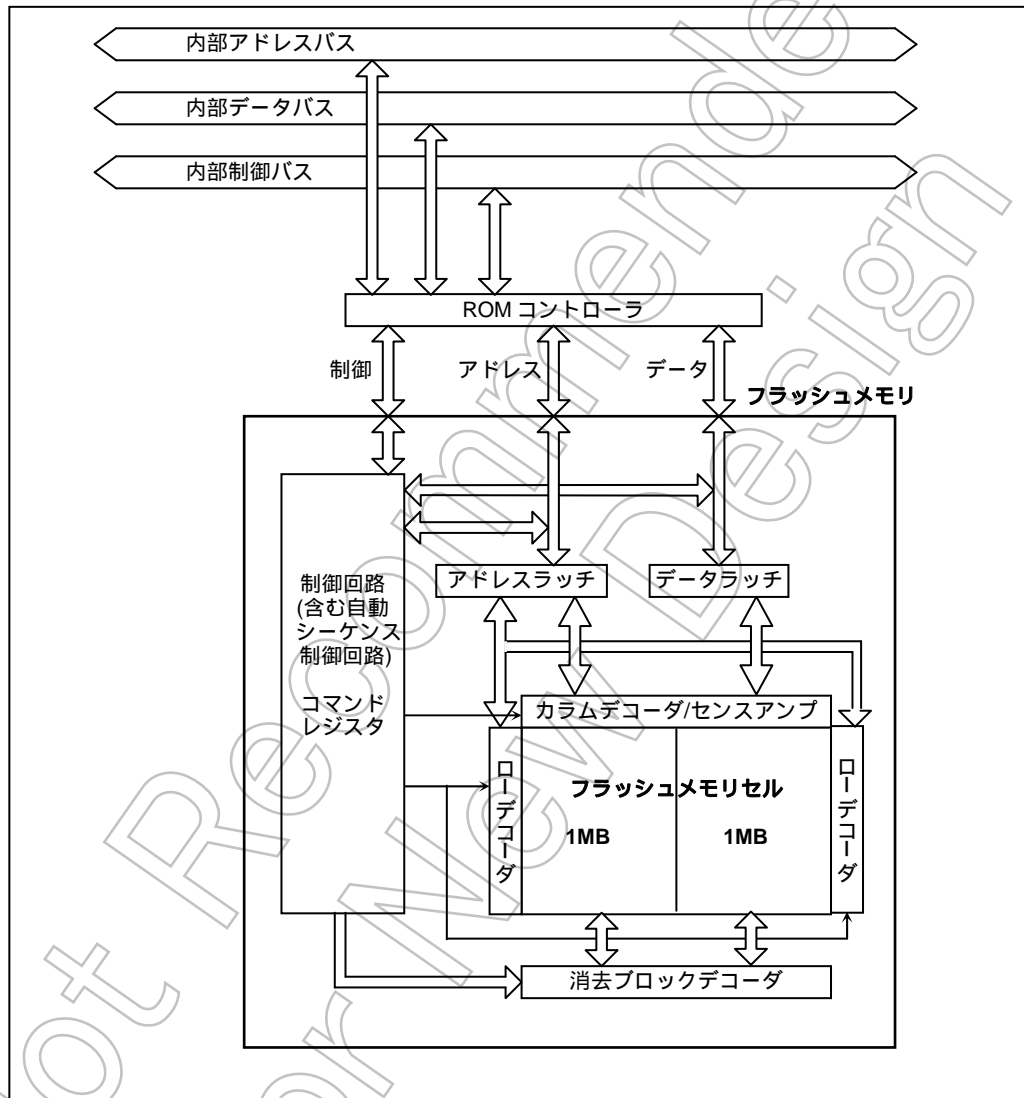 内部アドレスバス
内部データバス
内部制御バス
ROM コントローラ
制御
アドレス
データ
フラッシュメモリ
制御回路
(含む自動
シーケンス
制御回路)
コマンド
レジスタ
アドレスラッチ
データラッチ
カラムデコーダ/センスアンプ
ローデコーダ
フラッシュメモリセル
1MB
1MB
ローデコーダ
消去ブロックデコーダ
Not Recommende
or New Design